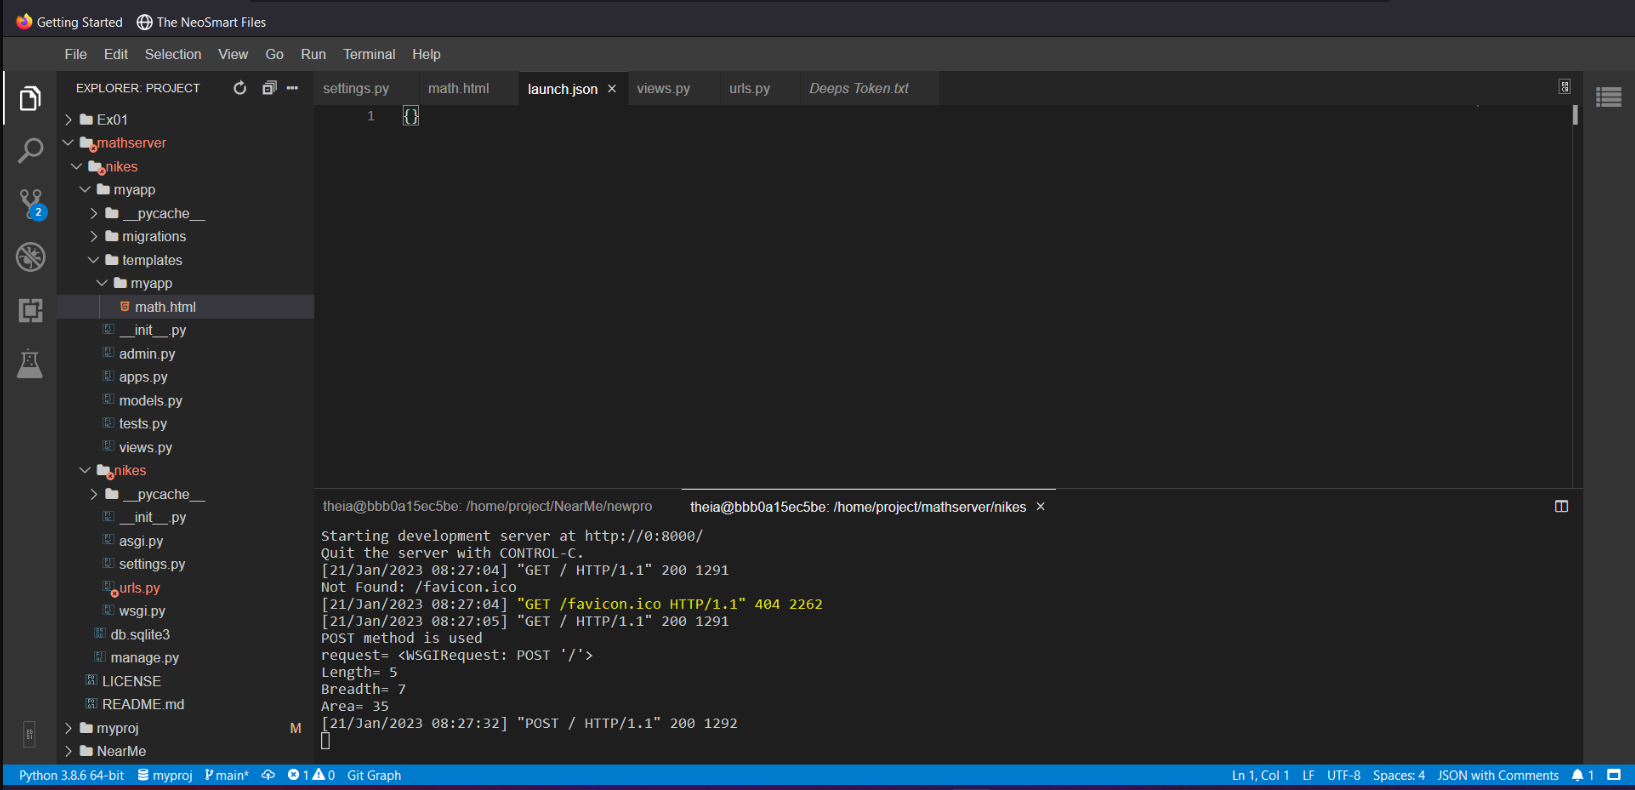 Getting Started The NeoSmart Files
File Edit Selection View Go Run Terminal Help
EXPLORER: PROJECT
settings.py math.html launch.json × views.py urls.py Deeps Token.txt
1 {}
Ex01
mathserver
nikes
myapp
__pycache__
migrations
templates
myapp
math.html
__init__.py
admin.py
apps.py
models.py
tests.py
views.py
nikes
__pycache__
__init__.py
asgi.py
settings.py
urls.py
wsgi.py
db.sqlite3
manage.py
LICENSE
README.md
myproj M
NearMe
2
theia@bbb0a15ec5be: /home/project/NearMe/newpro theia@bbb0a15ec5be: /home/project/mathserver/nikes ×
Starting development server at http://0:8000/
Quit the server with CONTROL-C.
[21/Jan/2023 08:27:04] "GET / HTTP/1.1" 200 1291
Not Found: /favicon.ico
[21/Jan/2023 08:27:04] "GET /favicon.ico HTTP/1.1" 404 2262
[21/Jan/2023 08:27:05] "GET / HTTP/1.1" 200 1291
POST method is used
request= <WSGIRequest: POST '/'>
Length= 5
Breadth= 7
Area= 35
[21/Jan/2023 08:27:32] "POST / HTTP/1.1" 200 1292
Python 3.8.6 64-bit myproj main* 1 0 Git Graph Ln 1, Col 1 LF UTF-8 Spaces: 4 JSON with Comments 1